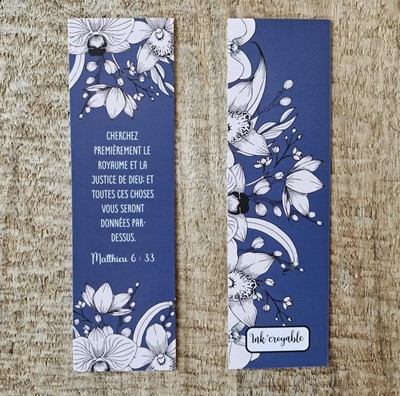 CHERCHEZ
PREMIÈREMENT LE
ROYAUME ET LA
JUSTICE DE DIEU; ET
TOUTES CES CHOSES
VOUS SERONT
DONNÉES PAR-
DESSUS.
Matthieu 6 : 33
Ink'croyable